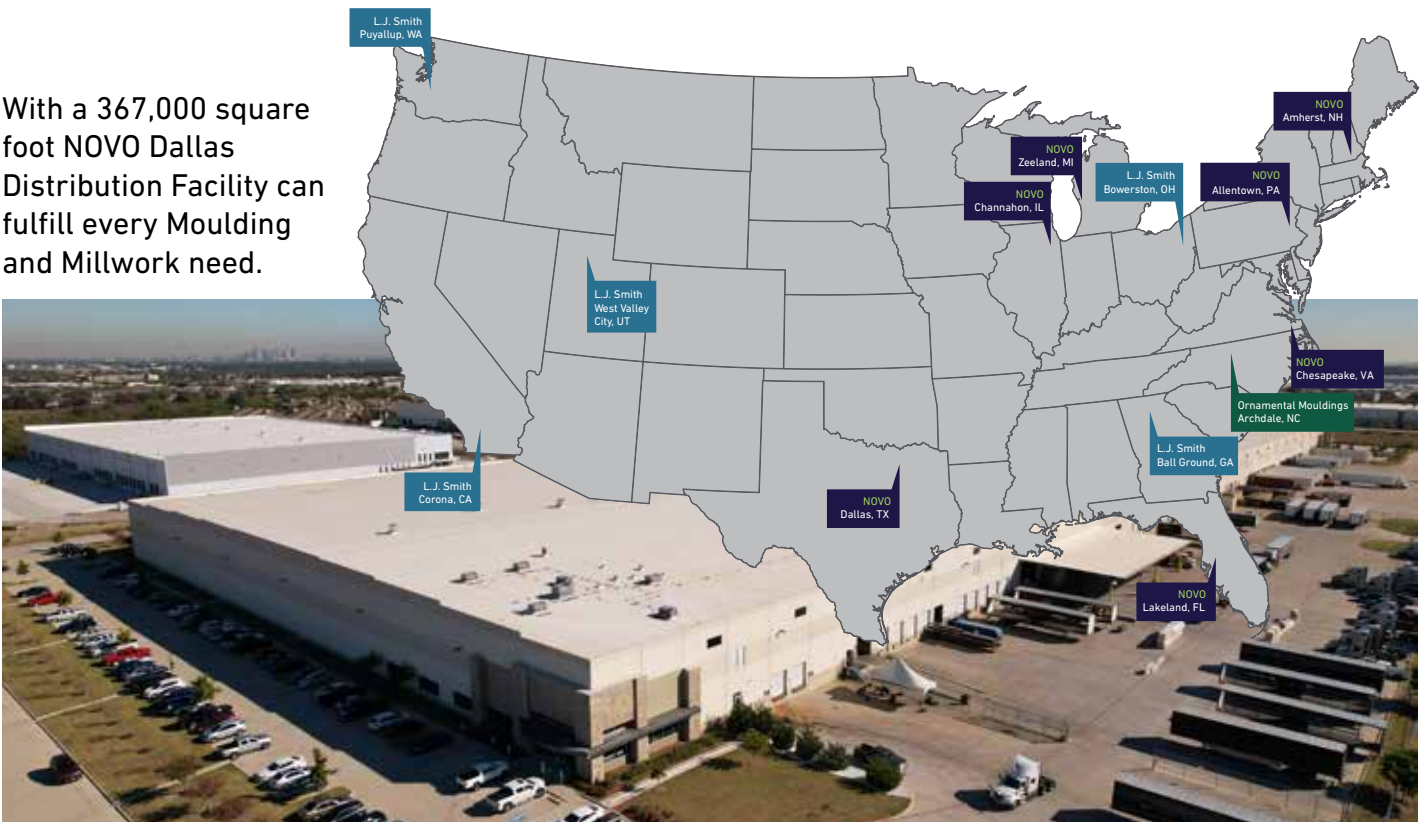 With a 367,000 square
foot NOVO Dallas
Distribution Facility can
fulfill every Moulding
and Millwork need.
L.J. Smith
Puyallup, WA
NOVO
Amherst, NH
NOVO
Zeeland, MI
L.J. Smith
Bowerston, OH
NOVO
Allentown, PA
NOVO
Channahon, IL
L.J. Smith
West Valley
City, UT
NOVO
Chesapeake, VA
Ornamental Mouldings
Archdale, NC
L.J. Smith
Ball Ground, GA
L.J. Smith
Corona, CA
NOVO
Dallas, TX
NOVO
Lakeland, FL